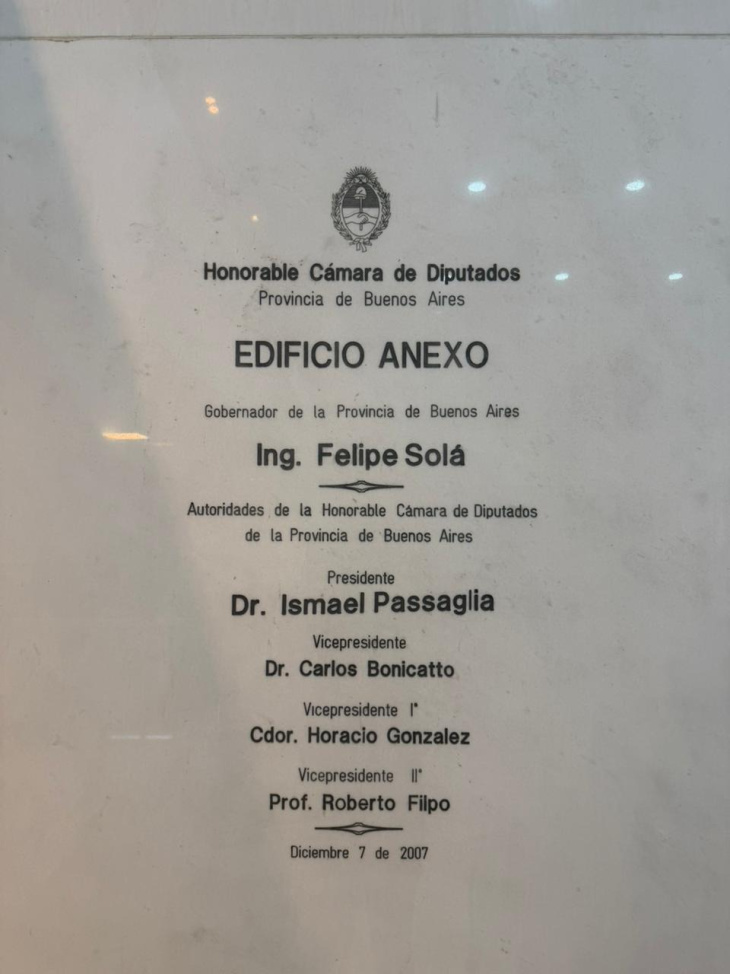 Honorable Cámara de Diputados
Provincia de Buenos Aires
EDIFICIO ANEXO
Gobernador de la Provincia de Buenos Aires
Ing. Felipe Solá
Autoridades de la Honorable Cámara de Diputados
de la Provincia de Buenos Aires
Presidente
Dr. Ismael Passaglia
Vicepresidente
Dr. Carlos Bonicatto
Vicepresidente I°
Cdor. Horacio Gonzalez
Vicepresidente II°
Prof. Roberto Filpo
Diciembre 7 de 2007